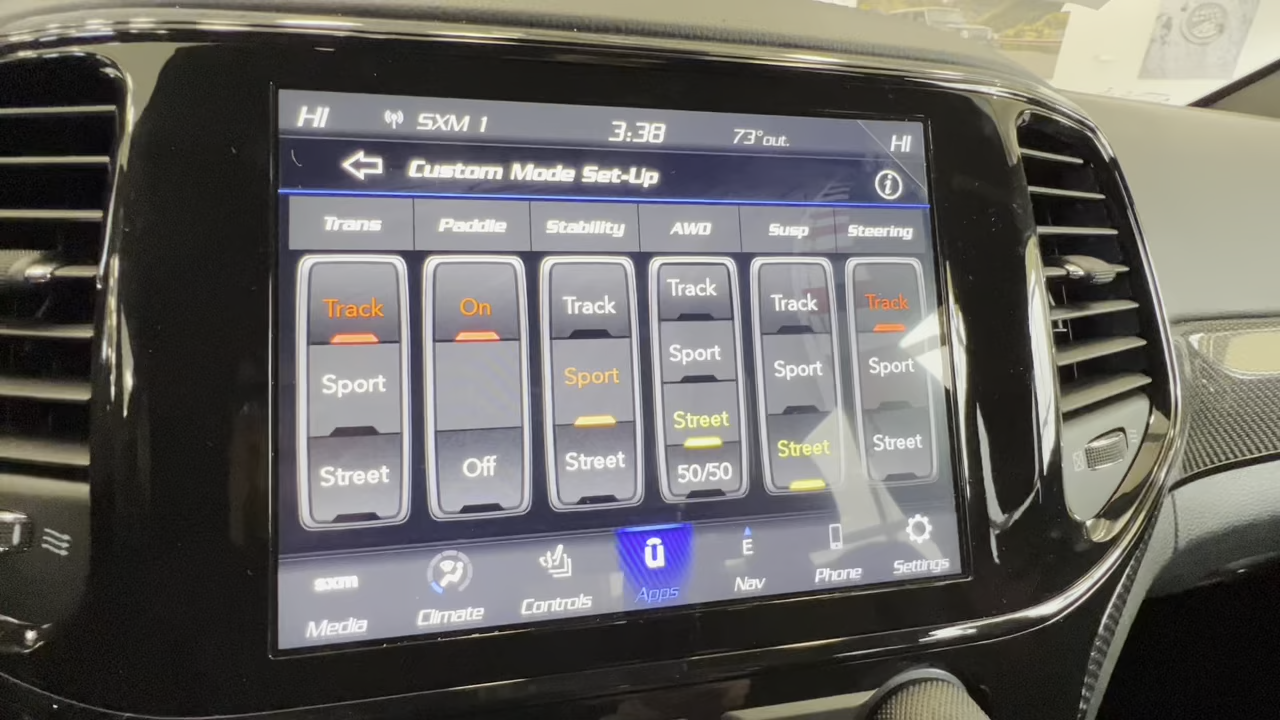 HI SXM 1 3:38 73° out. HI
Custom Mode Set-Up i
Trans Paddle Stability AWD Susp Steering
Track On Track Track Track Track
Sport Sport Sport Sport Sport
Street Off Street Street Street Street
50/50
sxm E
Media Climate Controls Apps Nav Phone Settings